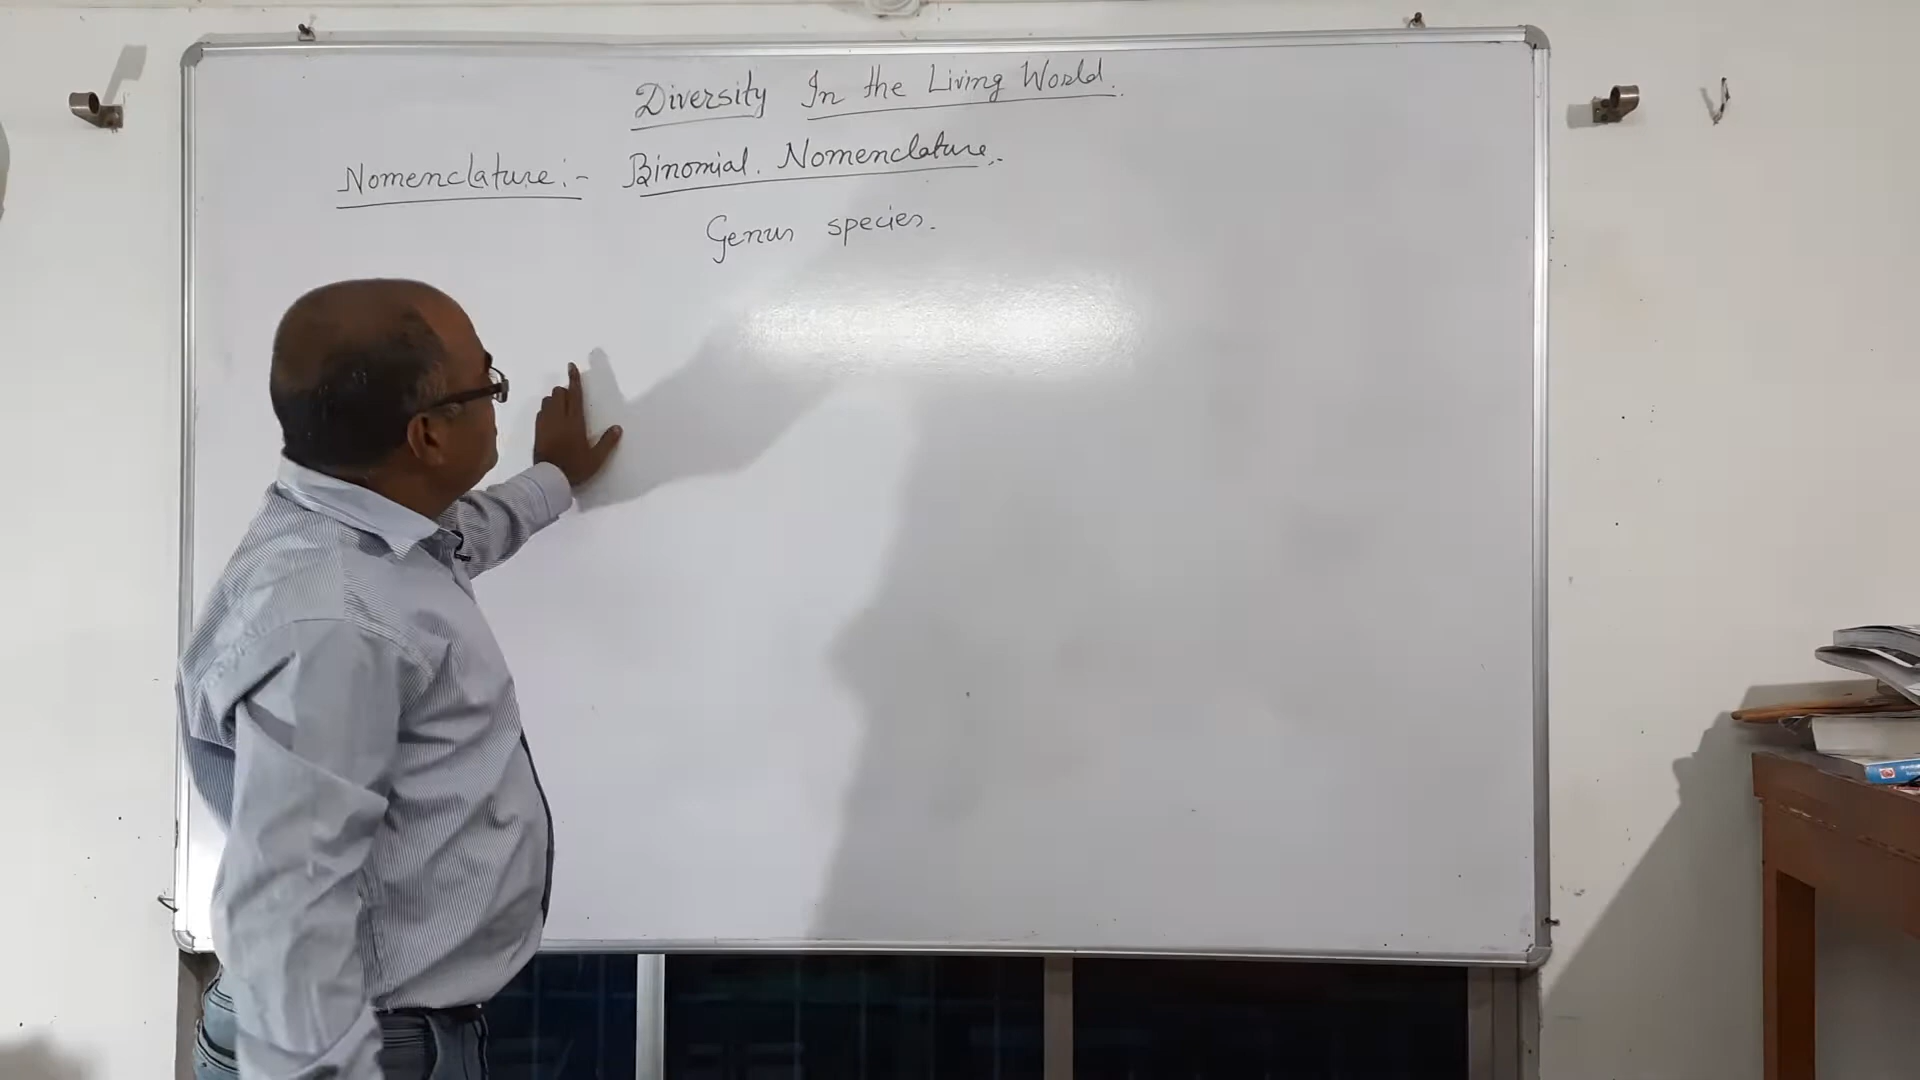 Diversity In the Living World.
Nomenclature:- Binomial. Nomenclature.
Genus species.